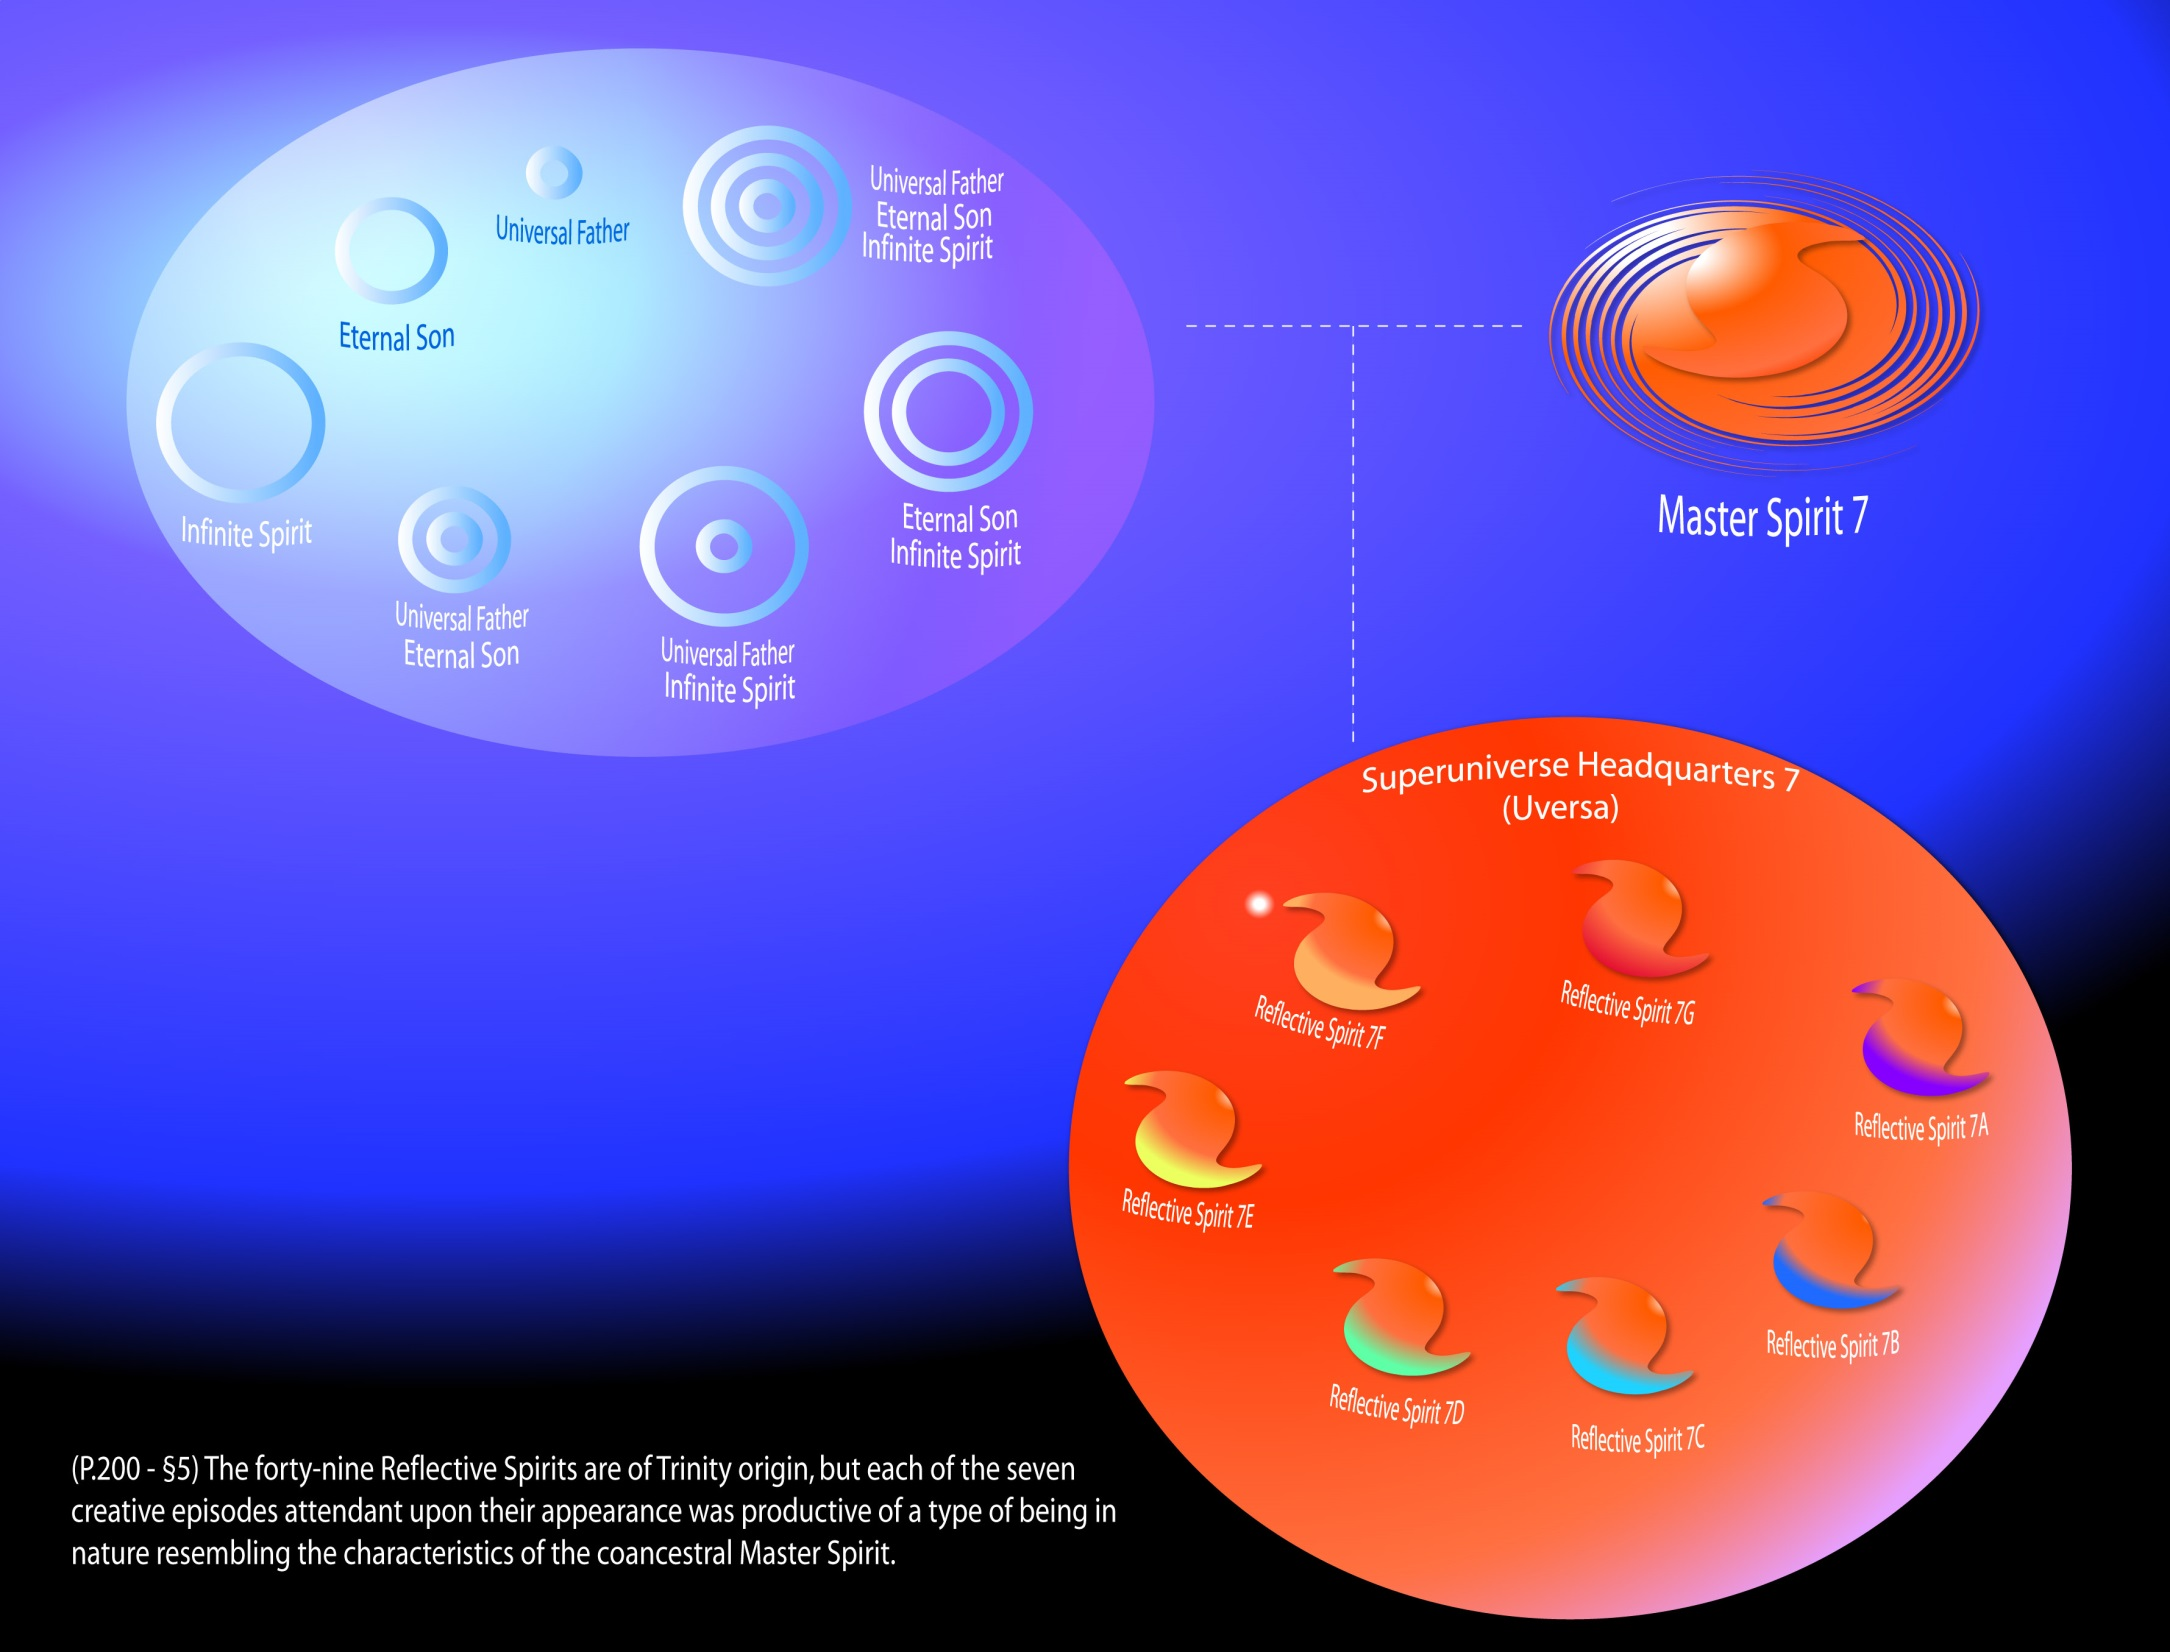 Universal Father
Eternal Son
Infinite Spirit
Universal Father
Eternal Son
Infinite Spirit
Eternal Son
Infinite Spirit
Universal Father
Eternal Son
Universal Father
Infinite Spirit
Master Spirit 7
Superuniverse Headquarters 7
(Uversa)
Reflective Spirit 7G
Reflective Spirit 7F
Reflective Spirit 7A
Reflective Spirit 7E
Reflective Spirit 7B
Reflective Spirit 7D
Reflective Spirit 7C
(P.200 - §5) The forty-nine Reflective Spirits are of Trinity origin, but each of the seven
creative episodes attendant upon their appearance was productive of a type of being in
nature resembling the characteristics of the coancestral Master Spirit.